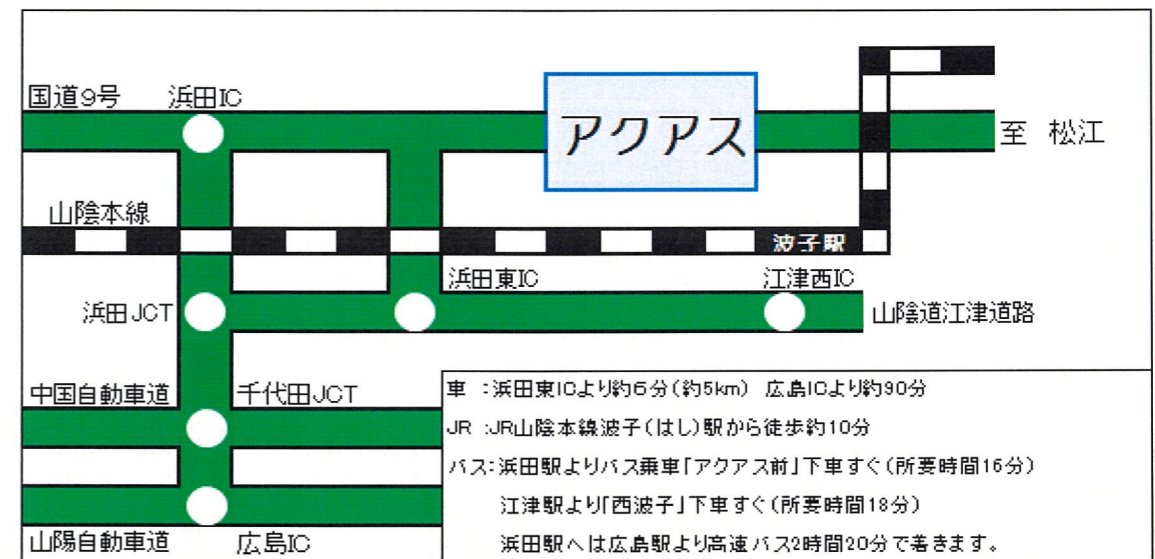 国道9号 浜田IC
アクアス
至 松江
山陰本線
波子駅
浜田東IC 江津西IC
浜田JCT
山陰道江津道路
中国自動車道 千代田JCT
山陽自動車道 広島IC
車 :浜田東ICより約6分(約5km) 広島ICより約90分
JR :JR山陰本線波子(はし)駅から徒歩約10分
バス:浜田駅よりバス乗車「アクアス前」下車すぐ(所要時間16分)
江津駅より「西波子」下車すぐ(所要時間18分)
浜田駅へは広島駅より高速バス2時間20分で着きます。